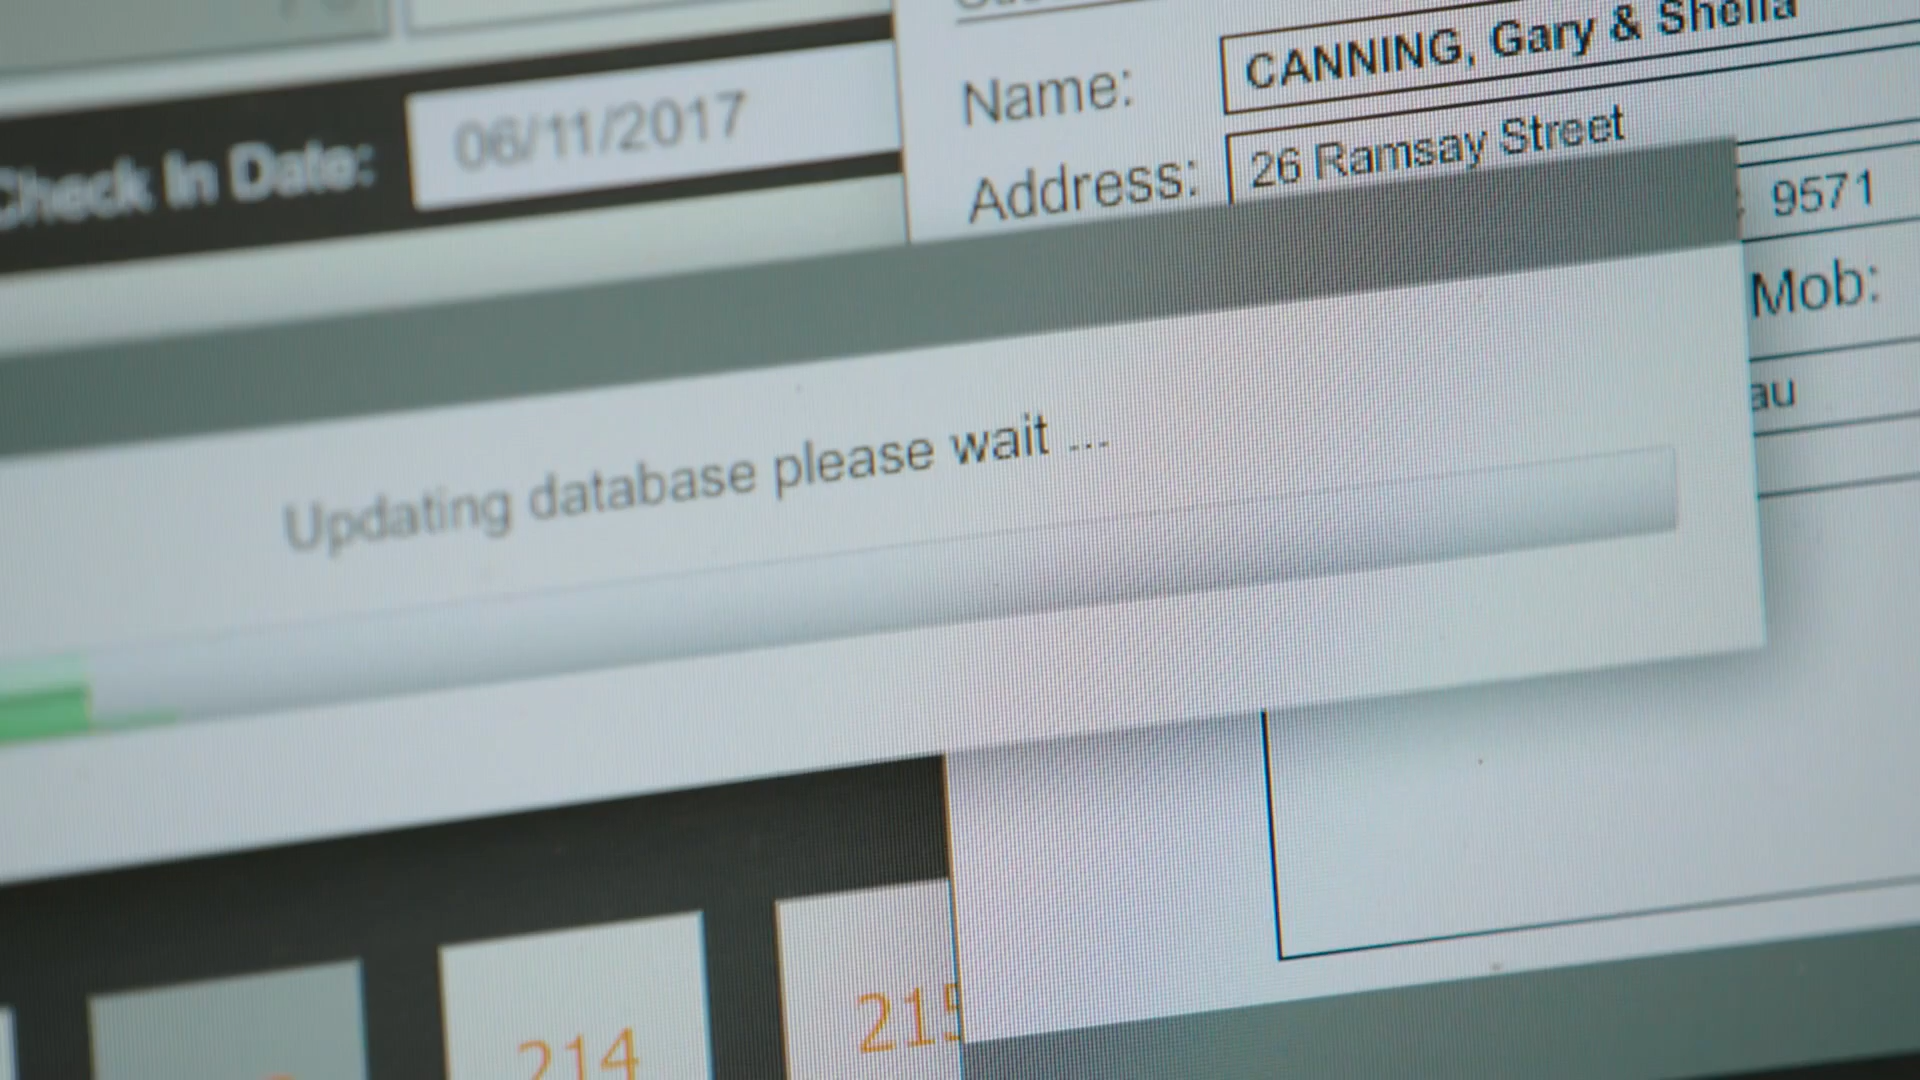 Check In Date:
06/11/2017
Name:
CANNING, Gary & Sheila
Address:
26 Ramsay Street
9571
Mob:
au
Updating database please wait ...
214
215